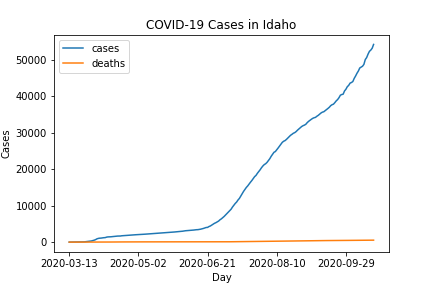 COVID-19 Cases in Idaho
cases
deaths
50000
40000
30000
20000
10000
0
Cases
2020-03-13 2020-05-02 2020-06-21 2020-08-10 2020-09-29
Day